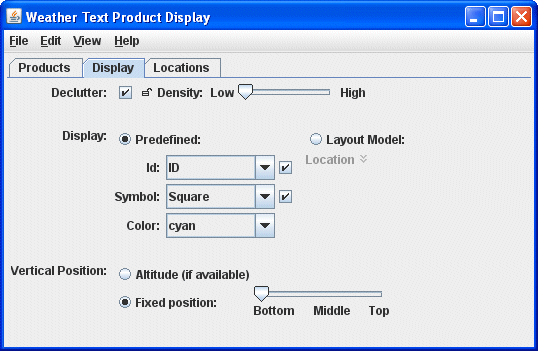 Weather Text Product Display
File Edit View Help
Products Display Locations
Declutter: Density: Low High
Display: Predefined: Layout Model:
Id: ID Location
Symbol: Square
Color: cyan
Vertical Position: Altitude (if available)
Fixed position:
Bottom Middle Top